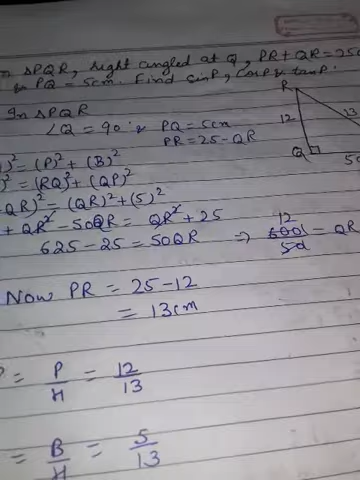 n ΔPQR, right angled at Q, PR + QR = 25c
& PQ = 5cm. Find sinP, CosP & tanP.
In ΔPQR
∠Q = 90° & PQ = 5cm
PR = 25 - QR
)² = (P)² + (B)²
)² = (RQ)² + (QP)²
QR)² = (QR)² + (5)²
+ QR² - 50QR = QR² + 25
625 - 25 = 50QR ⇒ 600/50 12 = QR
R
12
13
Q
5c
Now PR = 25 - 12
= 13cm
= P/H = 12/13
= B/H = 5/13